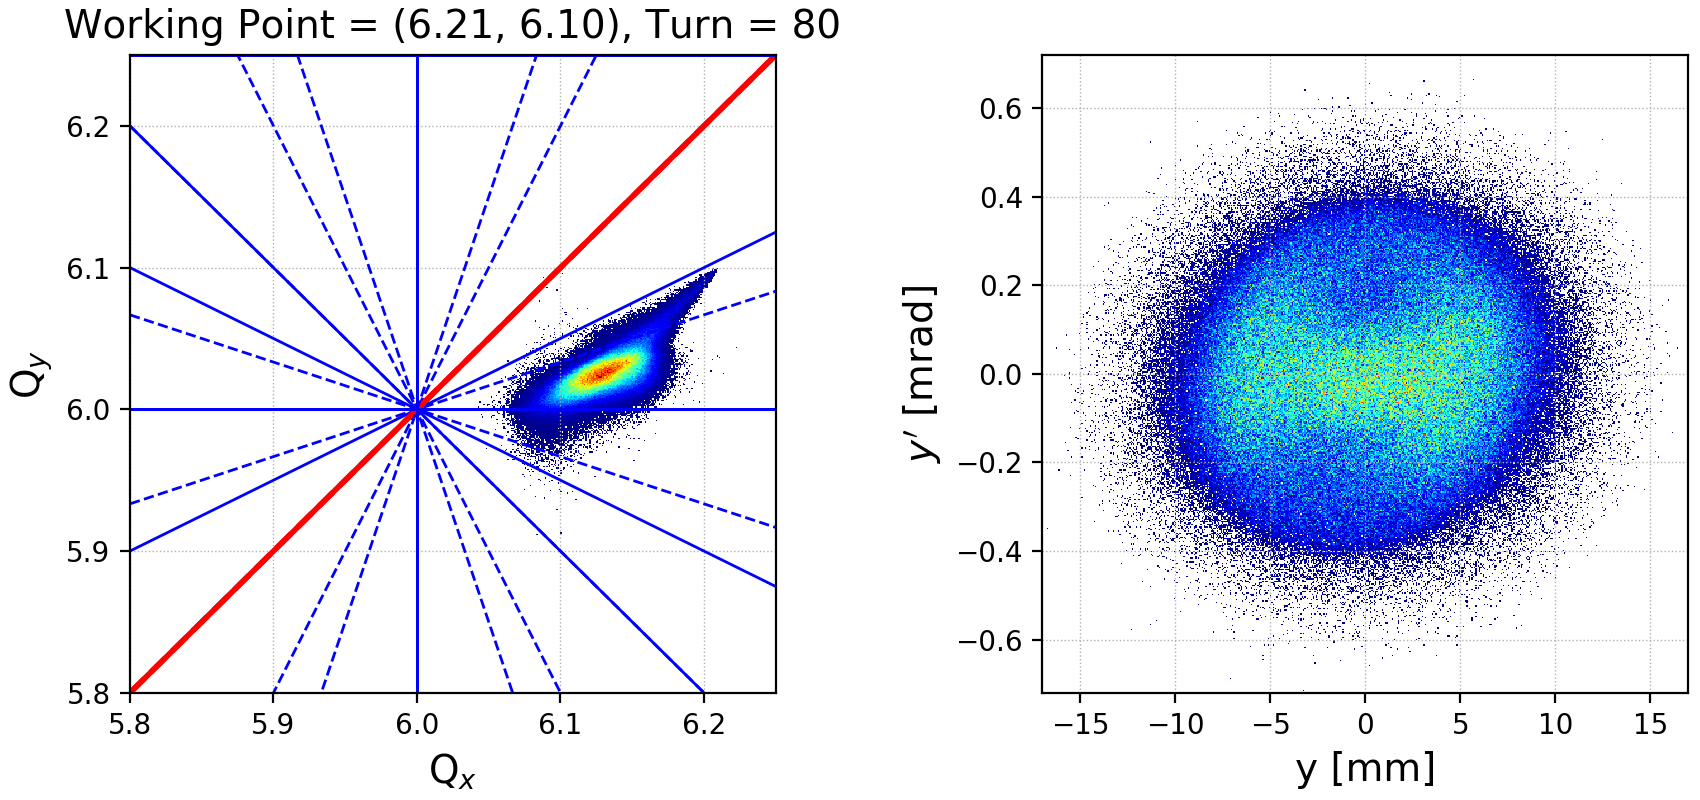 Working Point = (6.21, 6.10), Turn = 80
Qy
6.2
6.1
6.0
5.9
5.8
5.8 5.9 6.0 6.1 6.2
Qx
y′ [mrad]
0.6
0.4
0.2
0.0
−0.2
−0.4
−0.6
−15 −10 −5 0 5 10 15
y [mm]